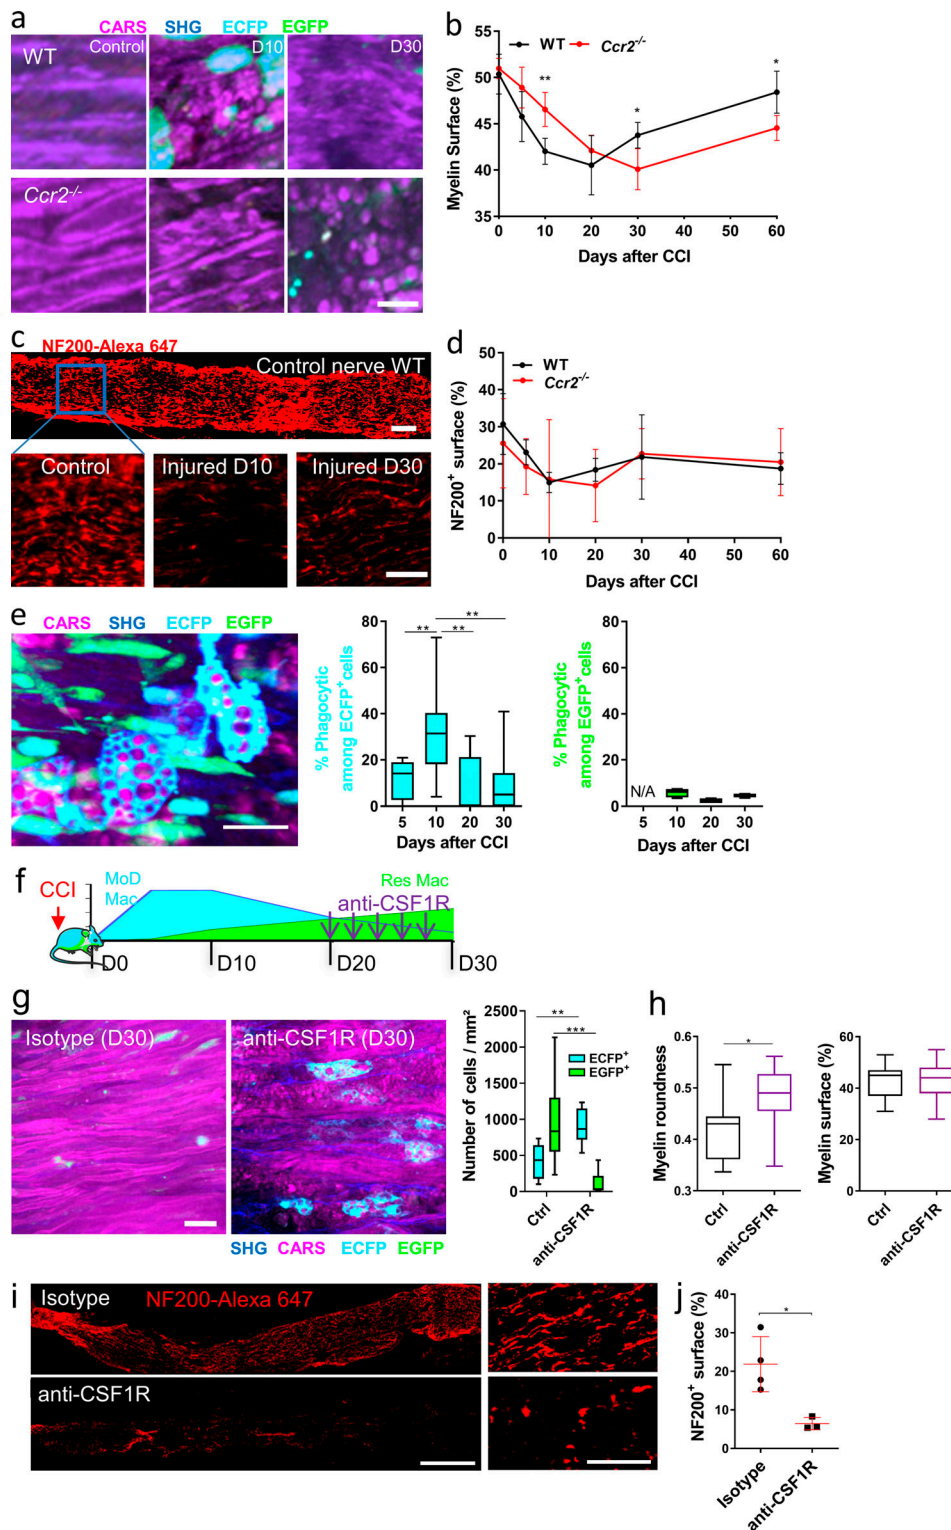 a
CARS SHG ECFP EGFP
WT
Control
D10
D30
Ccr2-/-
b
WT Ccr2-/-
Myelin Surface (%)
55
50
45
40
35
**
*
*
0 10 20 30 40 50 60
Days after CCI
c
NF200-Alexa 647
Control nerve WT
Control
Injured D10
Injured D30
d
WT
Ccr2-/-
NF200+ surface (%)
50
40
30
20
10
0
0 10 20 30 40 50 60
Days after CCI
e
CARS SHG ECFP EGFP
% Phagocytic
among ECFP+cells
80
60
40
20
0
**
** **
5 10 20 30
Days after CCI
% Phagocytic
among EGFP+cells
80
60
40
20
0
N/A
5 10 20 30
Days after CCI
f
CCI
MoD
Mac
Res Mac
anti-CSF1R
D0
D10
D20
D30
g
Isotype (D30)
anti-CSF1R (D30)
SHG CARS ECFP EGFP
Number of cells / mm²
2500
2000
1500
1000
500
0
**
***
ECFP+
EGFP+
Ctrl
anti-CSF1R
h
Myelin roundness
0.6
0.5
0.4
0.3
*
Ctrl
anti-CSF1R
Myelin surface (%)
60
40
20
0
Ctrl
anti-CSF1R
i
Isotype
NF200-Alexa 647
anti-CSF1R
j
NF200+ surface (%)
40
30
20
10
0
*
Isotype
anti-CSF1R